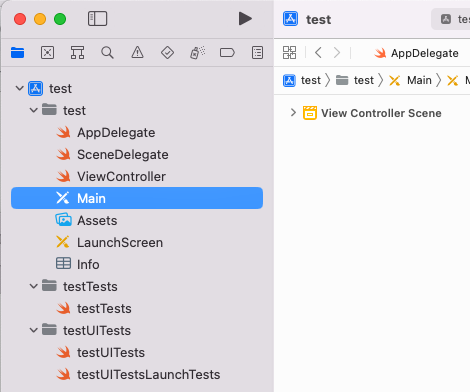 test
test
AppDelegate
test
test
Main
M
View Controller Scene
test
test
AppDelegate
SceneDelegate
ViewController
Main
Assets
LaunchScreen
Info
testTests
testTests
testUITests
testUITests
testUITestsLaunchTests